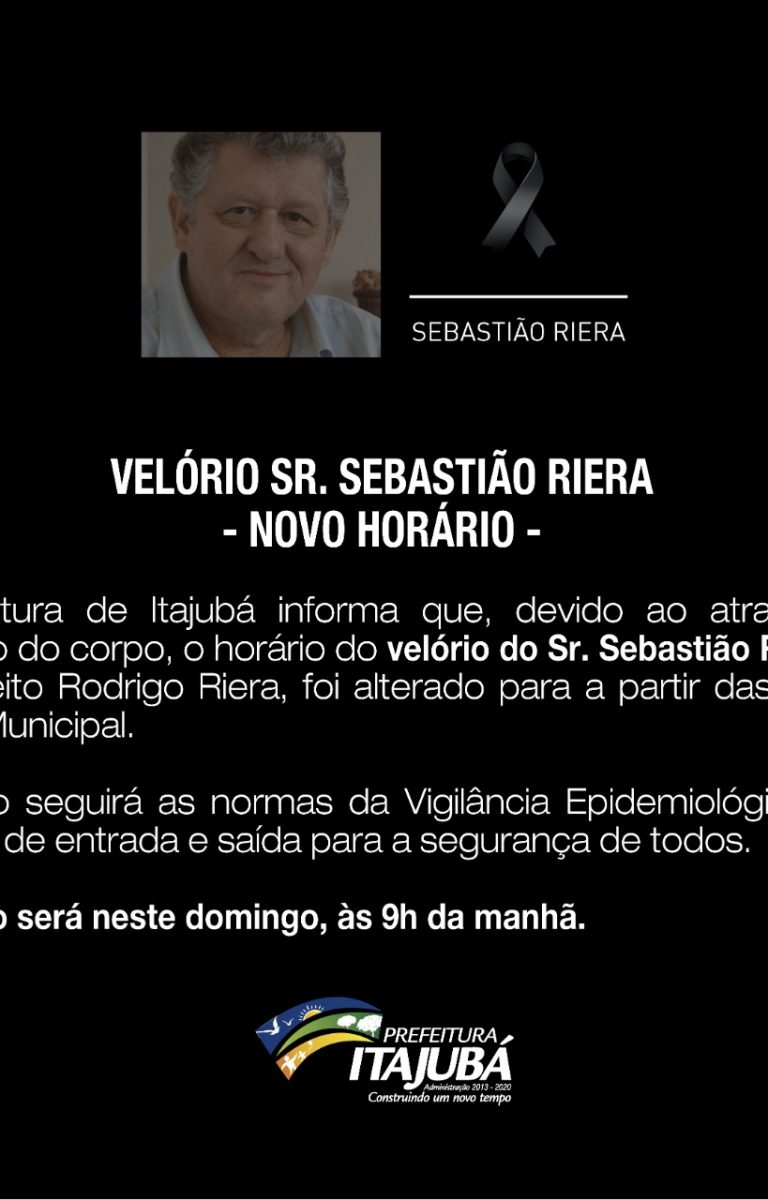 SEBASTIÃO RIERA
VELÓRIO SR. SEBASTIÃO RIERA
- NOVO HORÁRIO -
tura de Itajubá informa que, devido ao atra
o do corpo, o horário do velório do Sr. Sebastião R
eito Rodrigo Riera, foi alterado para a partir das
Municipal.
o seguirá as normas da Vigilância Epidemiológi
de entrada e saída para a segurança de todos.
o será neste domingo, às 9h da manhã.
PREFEITURA
ITAJUBÁ
Administração 2013 - 2020
Construindo um novo tempo